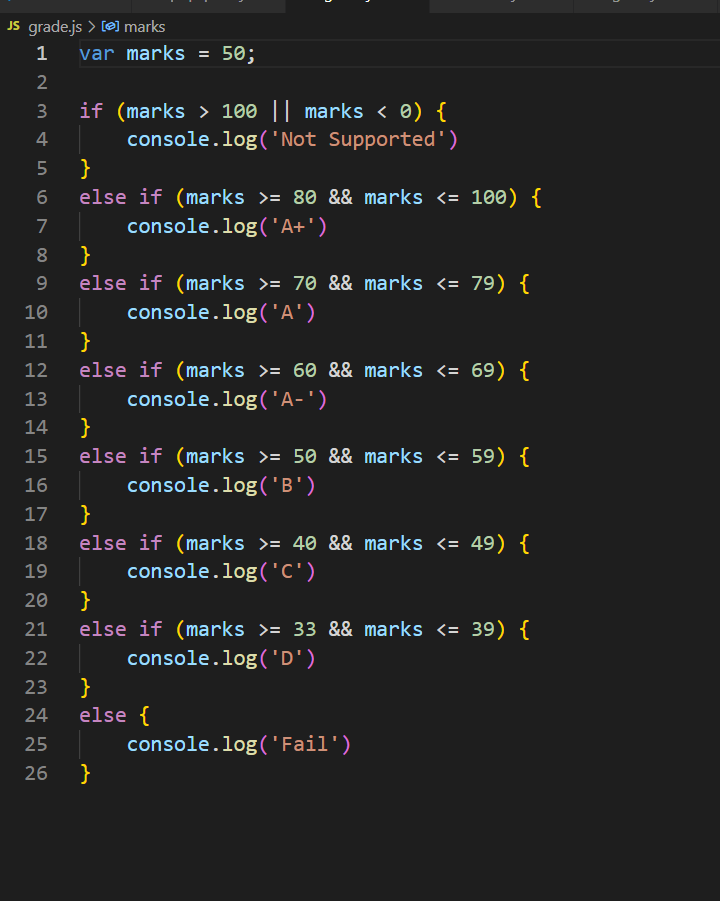 JS grade.js > marks
1 var marks = 50;
2
3 if (marks > 100 || marks < 0) {
4     console.log('Not Supported')
5 }
6 else if (marks >= 80 && marks <= 100) {
7     console.log('A+')
8 }
9 else if (marks >= 70 && marks <= 79) {
10     console.log('A')
11 }
12 else if (marks >= 60 && marks <= 69) {
13     console.log('A-')
14 }
15 else if (marks >= 50 && marks <= 59) {
16     console.log('B')
17 }
18 else if (marks >= 40 && marks <= 49) {
19     console.log('C')
20 }
21 else if (marks >= 33 && marks <= 39) {
22     console.log('D')
23 }
24 else {
25     console.log('Fail')
26 }